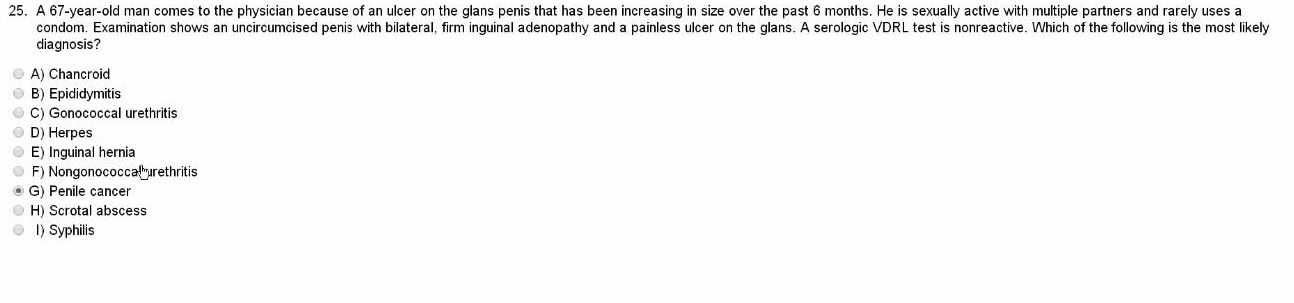 25. A 67-year-old man comes to the physician because of an ulcer on the glans penis that has been increasing in size over the past 6 months. He is sexually active with multiple partners and rarely uses a
condom. Examination shows an uncircumcised penis with bilateral, firm inguinal adenopathy and a painless ulcer on the glans. A serologic VDRL test is nonreactive. Which of the following is the most likely
diagnosis?
A) Chancroid
B) Epididymitis
C) Gonococcal urethritis
D) Herpes
E) Inguinal hernia
F) Nongonococcal urethritis
G) Penile cancer
H) Scrotal abscess
I) Syphilis